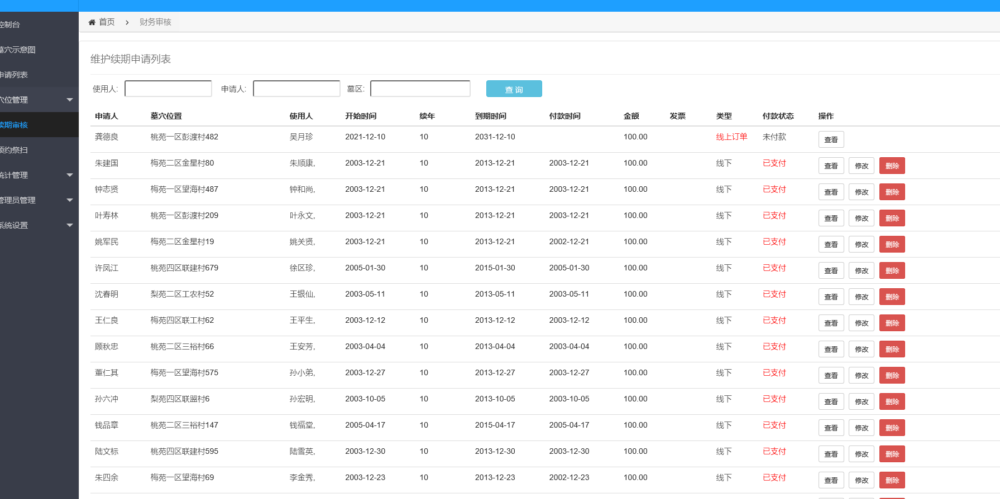 控制台
墓穴示意图
申请列表
穴位管理
续期审核
预约祭扫
统计管理
管理员管理
系统设置
首页 > 财务审核
维护续期申请列表
使用人: 申请人: 墓区: 查 询
申请人 墓穴位置 使用人 开始时间 续年 到期时间 付款时间 金额 发票 类型 付款状态 操作
龚德良 桃苑一区彭渡村482 吴月珍 2021-12-10 10 2031-12-10 100.00 线上订单 未付款 查看
朱建国 梅苑二区金星村80 朱顺康, 2003-12-21 10 2013-12-21 2003-12-21 100.00 线下 已支付 查看 修改 删除
钟志贤 梅苑一区望海村487 钟和尚, 2003-12-21 10 2013-12-21 2003-12-21 100.00 线下 已支付 查看 修改 删除
叶寿林 桃苑一区彭渡村209 叶永文, 2003-12-21 10 2013-12-21 2003-12-21 100.00 线下 已支付 查看 修改 删除
姚军民 梅苑二区金星村19 姚关贤, 2003-12-21 10 2013-12-21 2002-12-21 100.00 线下 已支付 查看 修改 删除
许凤江 桃苑四区联建村679 徐区珍, 2005-01-30 10 2015-01-30 2005-01-30 100.00 线下 已支付 查看 修改 删除
沈春明 梨苑二区工农村52 王银仙, 2003-05-11 10 2013-05-11 2003-05-11 100.00 线下 已支付 查看 修改 删除
王仁良 梅苑四区联工村62 王平生, 2003-12-12 10 2013-12-12 2003-12-12 100.00 线下 已支付 查看 修改 删除
顾秋忠 桃苑二区三裕村66 王安芳, 2003-04-04 10 2013-04-04 2003-04-04 100.00 线下 已支付 查看 修改 删除
董仁其 梅苑一区望海村575 孙小弟, 2003-12-27 10 2013-12-27 2003-12-27 100.00 线下 已支付 查看 修改 删除
孙六冲 梨苑四区联盟村6 孙宏明, 2003-10-05 10 2013-10-05 2003-10-05 100.00 线下 已支付 查看 修改 删除
钱品章 桃苑二区三裕村147 钱福堂, 2005-04-17 10 2015-04-17 2005-04-17 100.00 线下 已支付 查看 修改 删除
陆文标 桃苑四区联建村595 陆雪英, 2003-12-30 10 2013-12-30 2003-12-30 100.00 线下 已支付 查看 修改 删除
朱四余 梅苑一区望海村69 李金秀, 2003-12-23 10 2013-12-23 2002-12-23 100.00 线下 已支付 查看 修改 删除